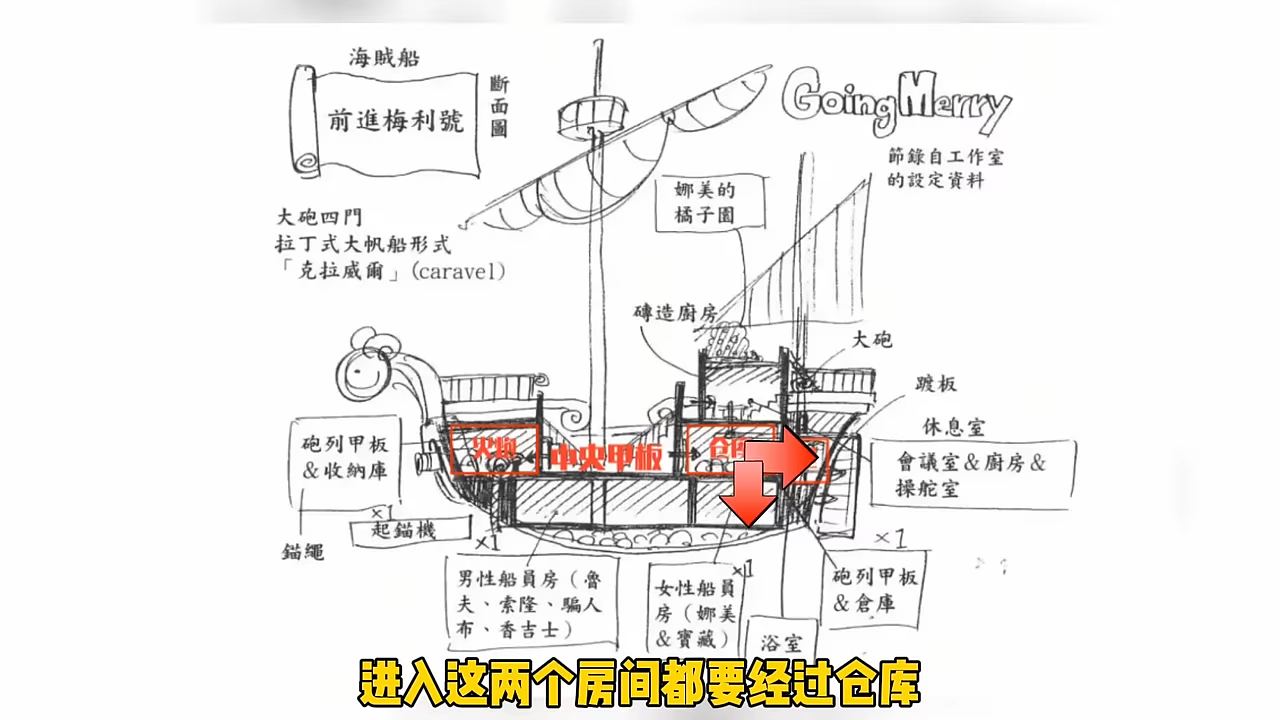 海賊船
前進梅利號
斷面圖
GoingMerry
節錄自工作室
的設定資料
大砲四門
拉丁式大帆船形式
「克拉威爾」(caravel)
娜美的
橘子園
磚造廚房
大砲
踱板
休息室
會議室&廚房&
操舵室
砲列甲板
&收納庫
火炮
中央甲板
仓库
×1
起錨機
錨繩
×1
男性船員房（魯
夫、索隆、騙人
布、香吉士）
×1
女性船員
房（娜美
&寶藏）
浴室
×1
砲列甲板
&倉庫
进入这两个房间都要经过仓库